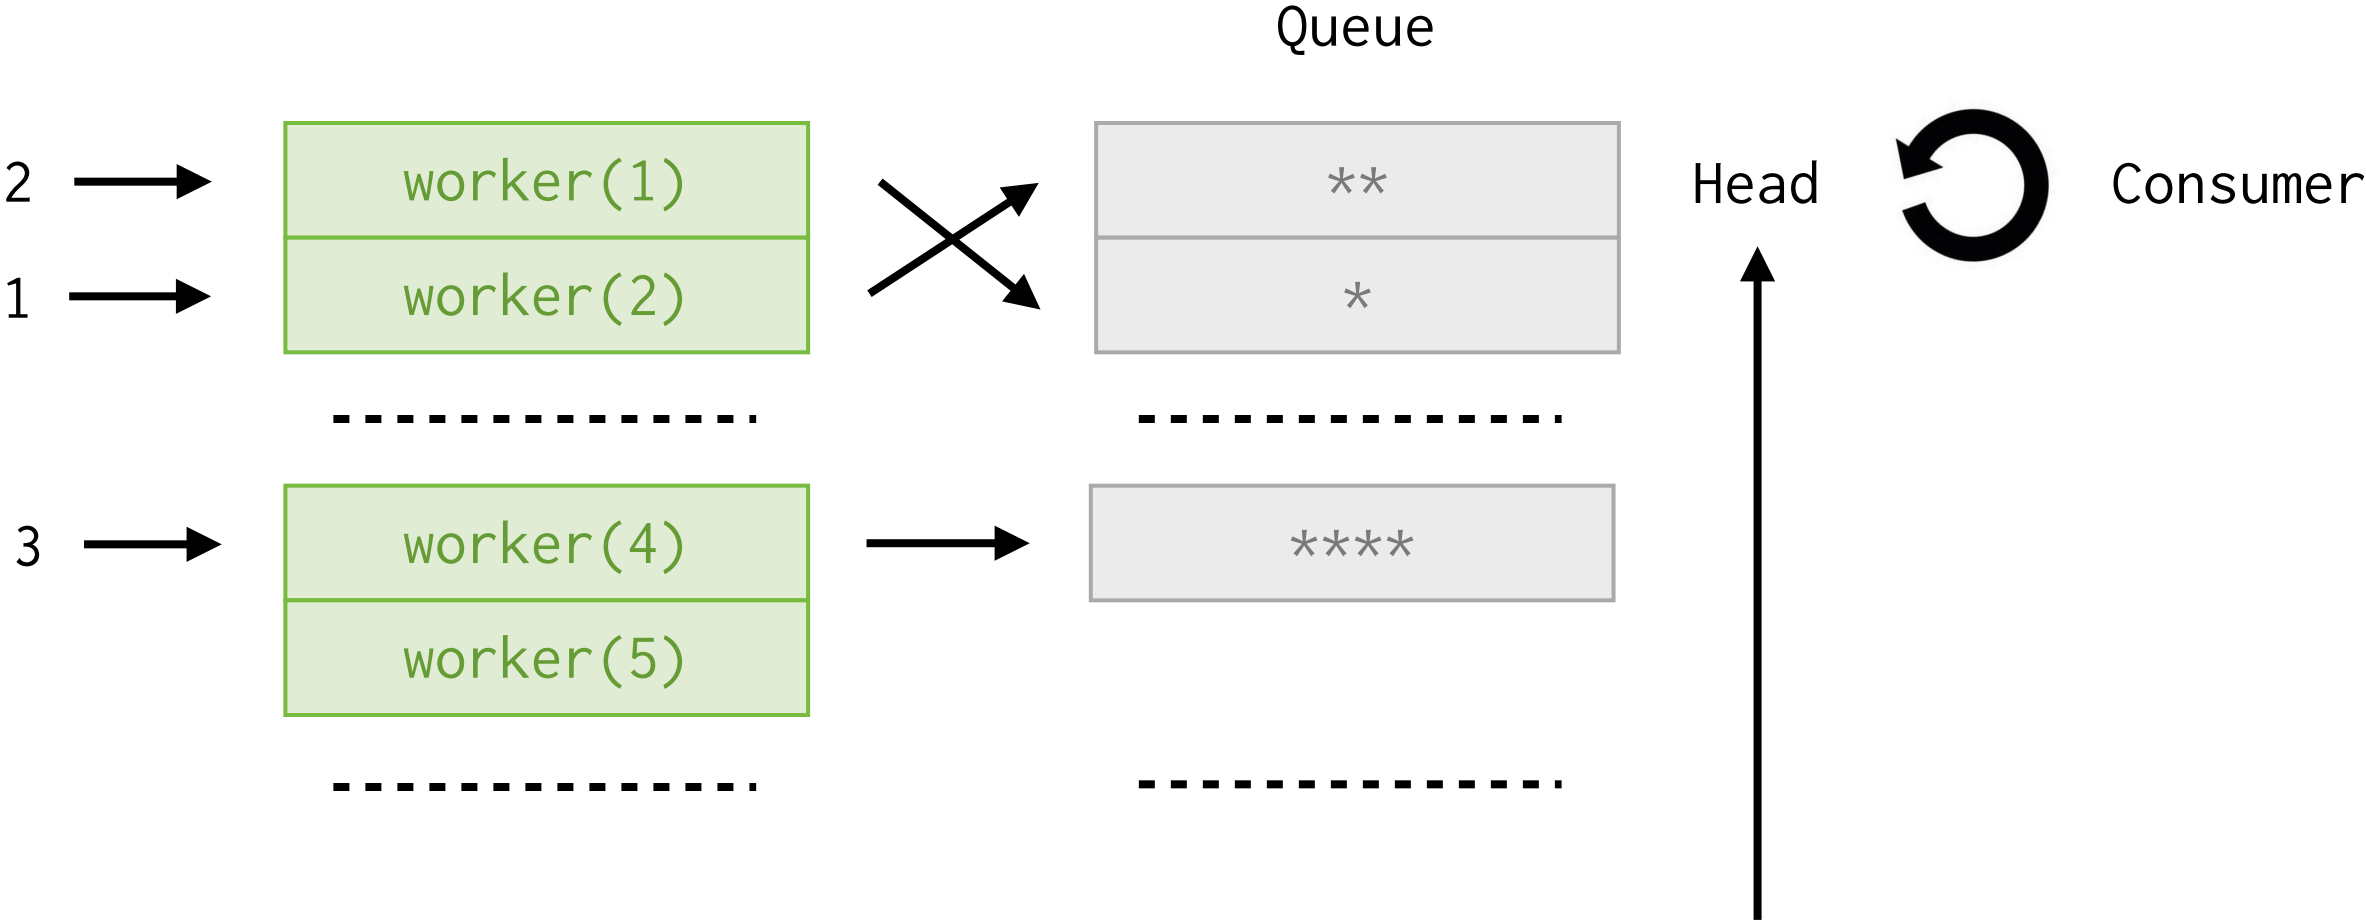 Queue
2 worker(1) ** Head Consumer
1 worker(2) *
3 worker(4) ****
worker(5)